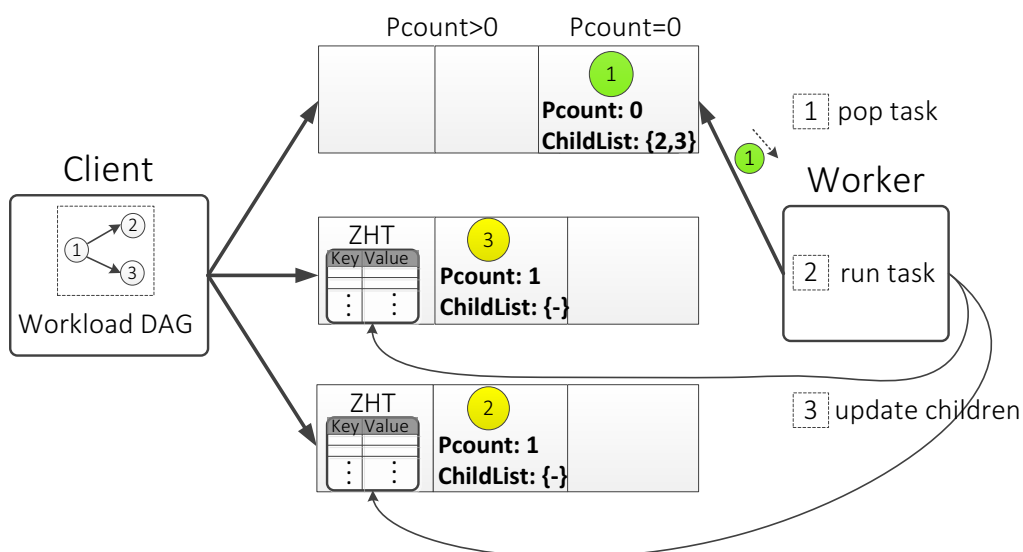 Pcount>0 Pcount=0
1
Pcount: 0
ChildList: {2,3}
1 pop task
1
Client
Worker
1 2 3
Workload DAG
ZHT
Key Value
⋮ ⋮
3
Pcount: 1
ChildList: {-}
2 run task
ZHT
Key Value
⋮ ⋮
2
Pcount: 1
ChildList: {-}
3 update children